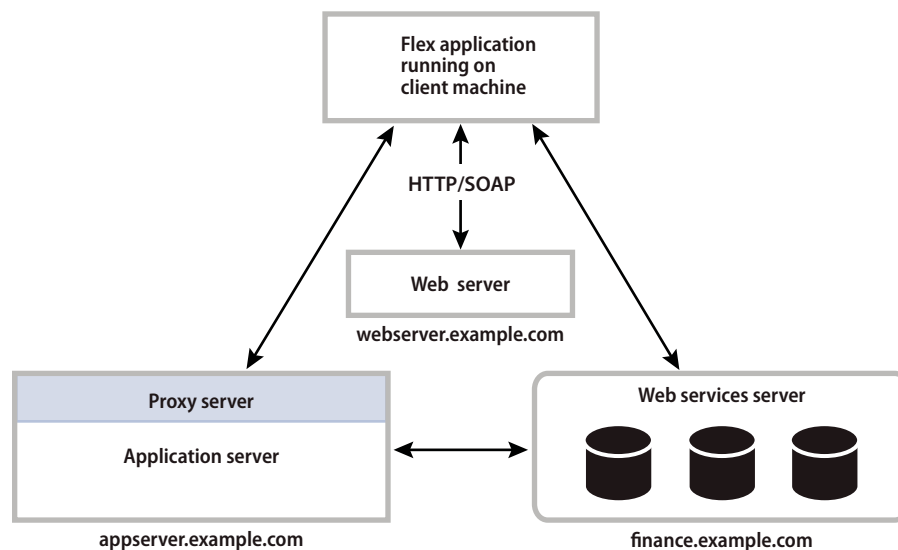 Flex application
running on
client machine
HTTP/SOAP
Web server
webserver.example.com
Proxy server
Application server
appserver.example.com
Web services server
finance.example.com